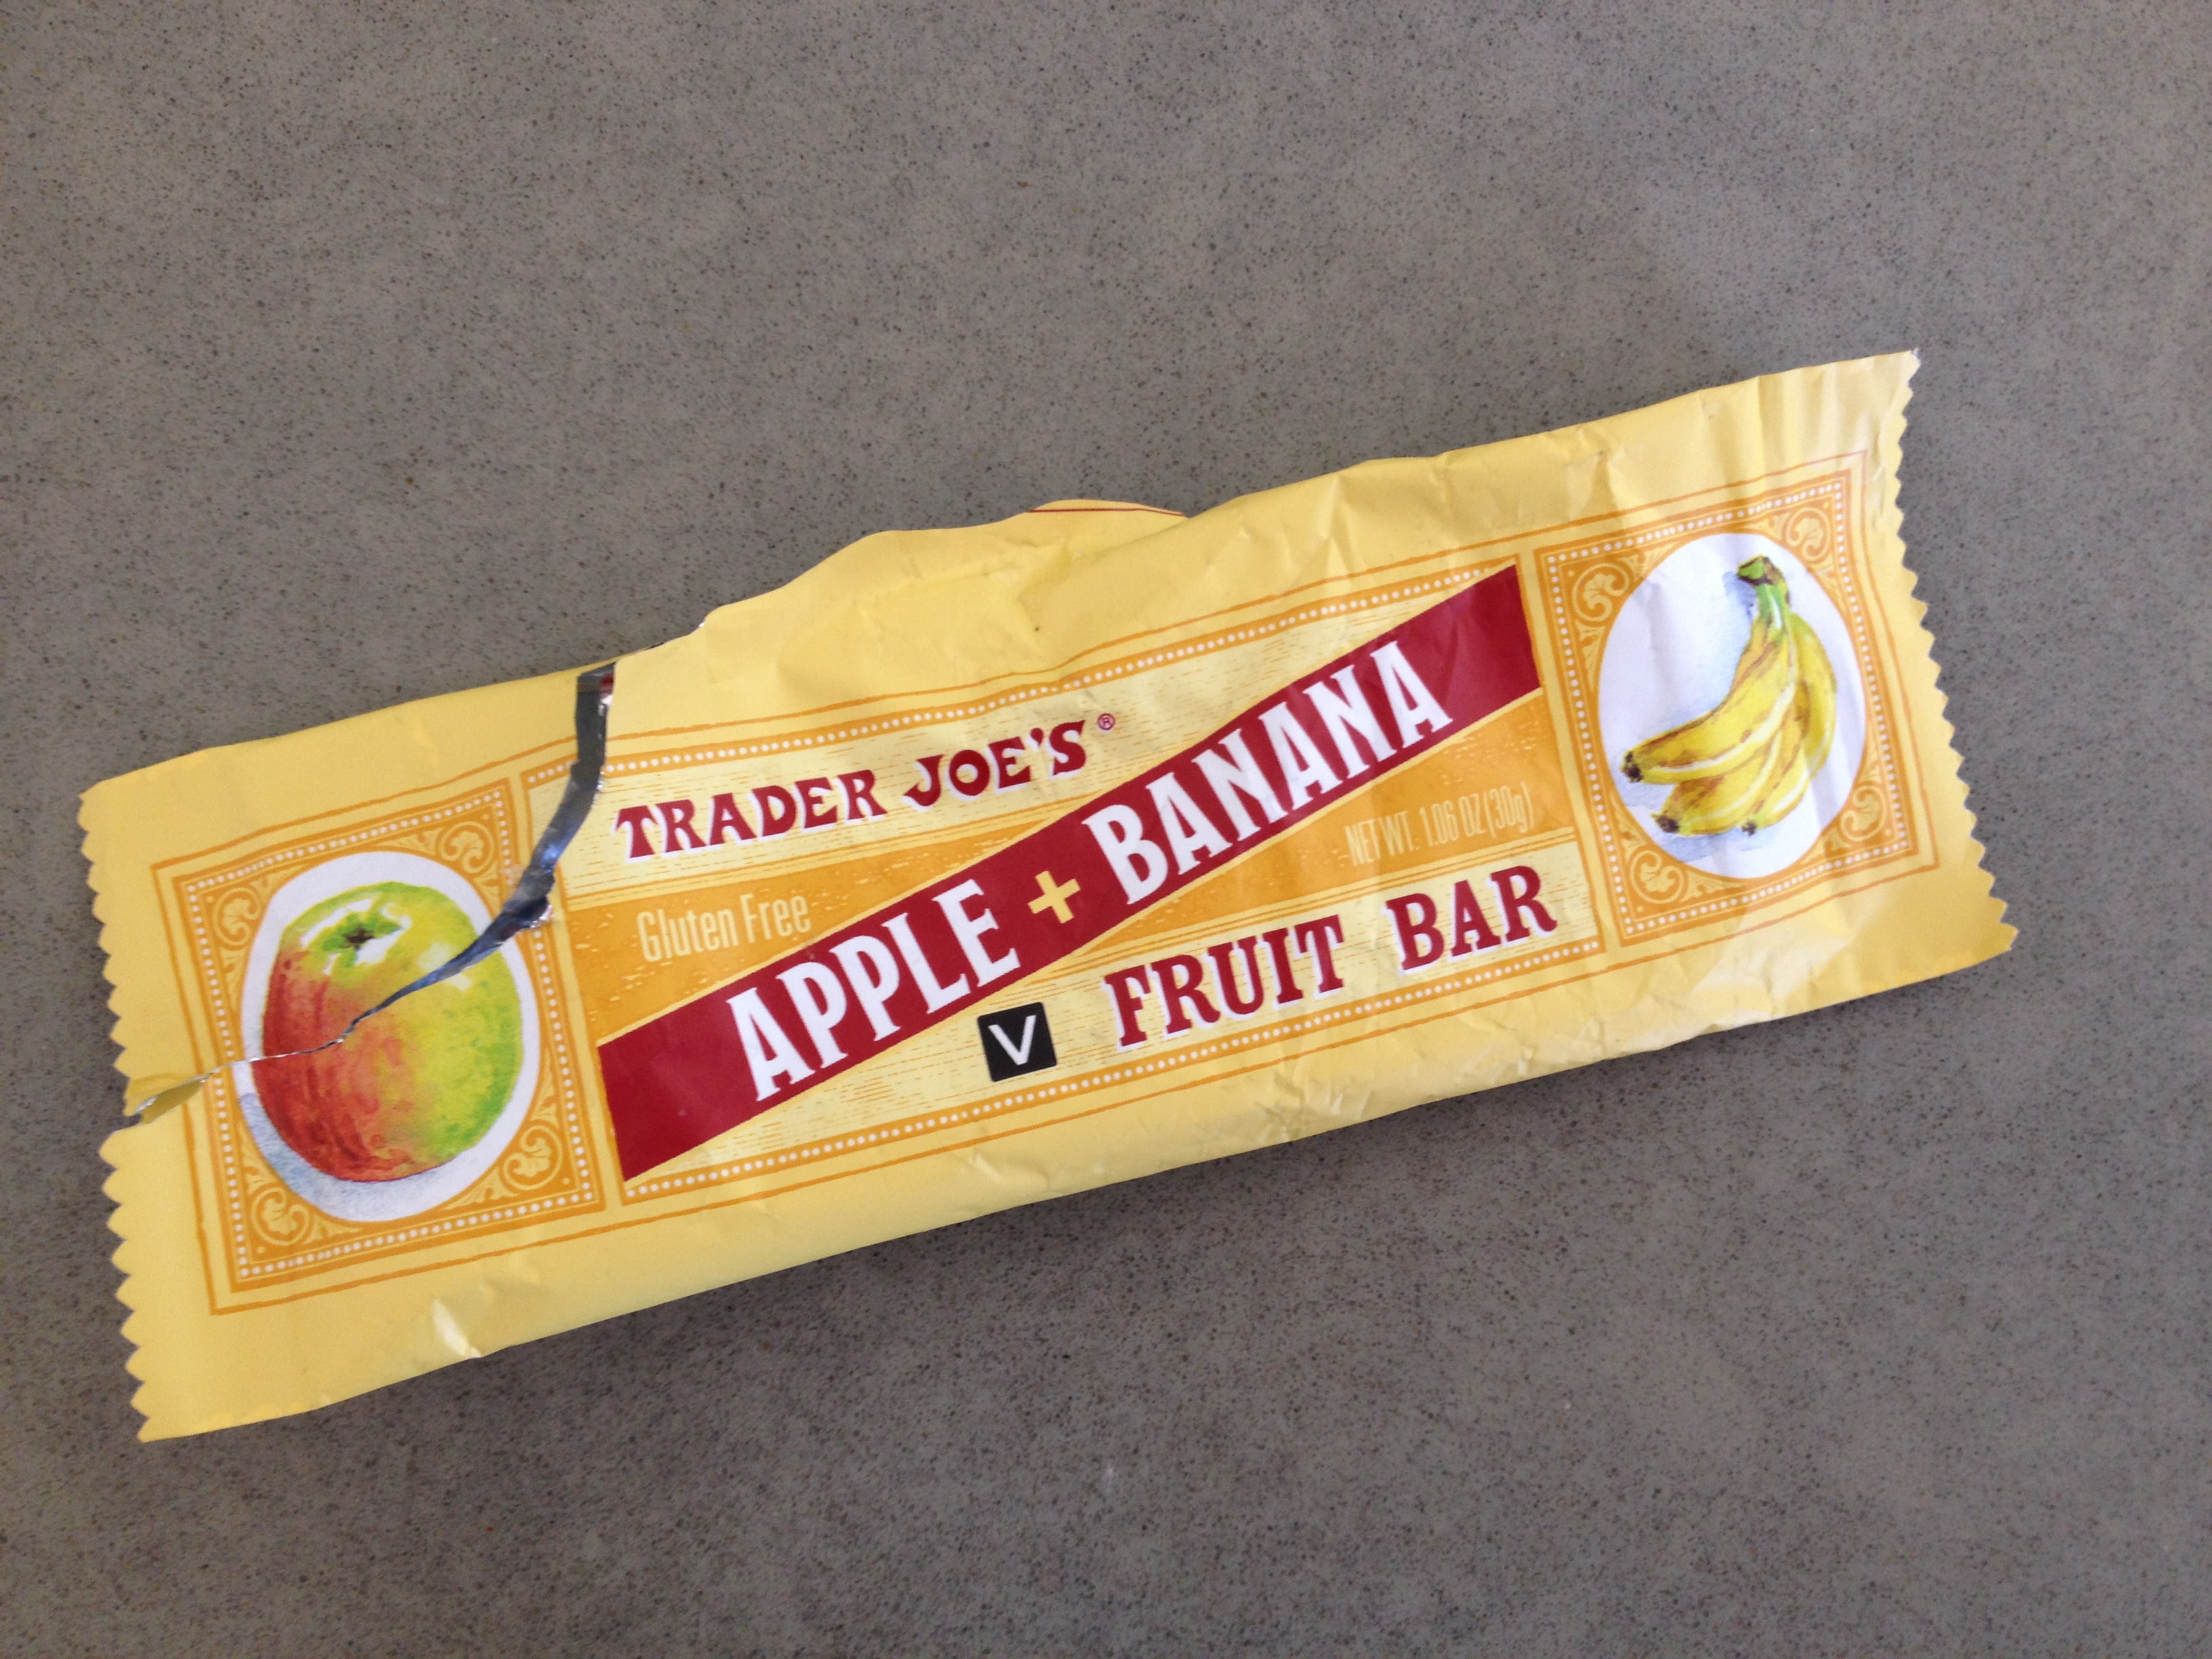 TRADER JOE'S®
Gluten Free
APPLE + BANANA
NET WT. 1.06 OZ (30g)
V FRUIT BAR